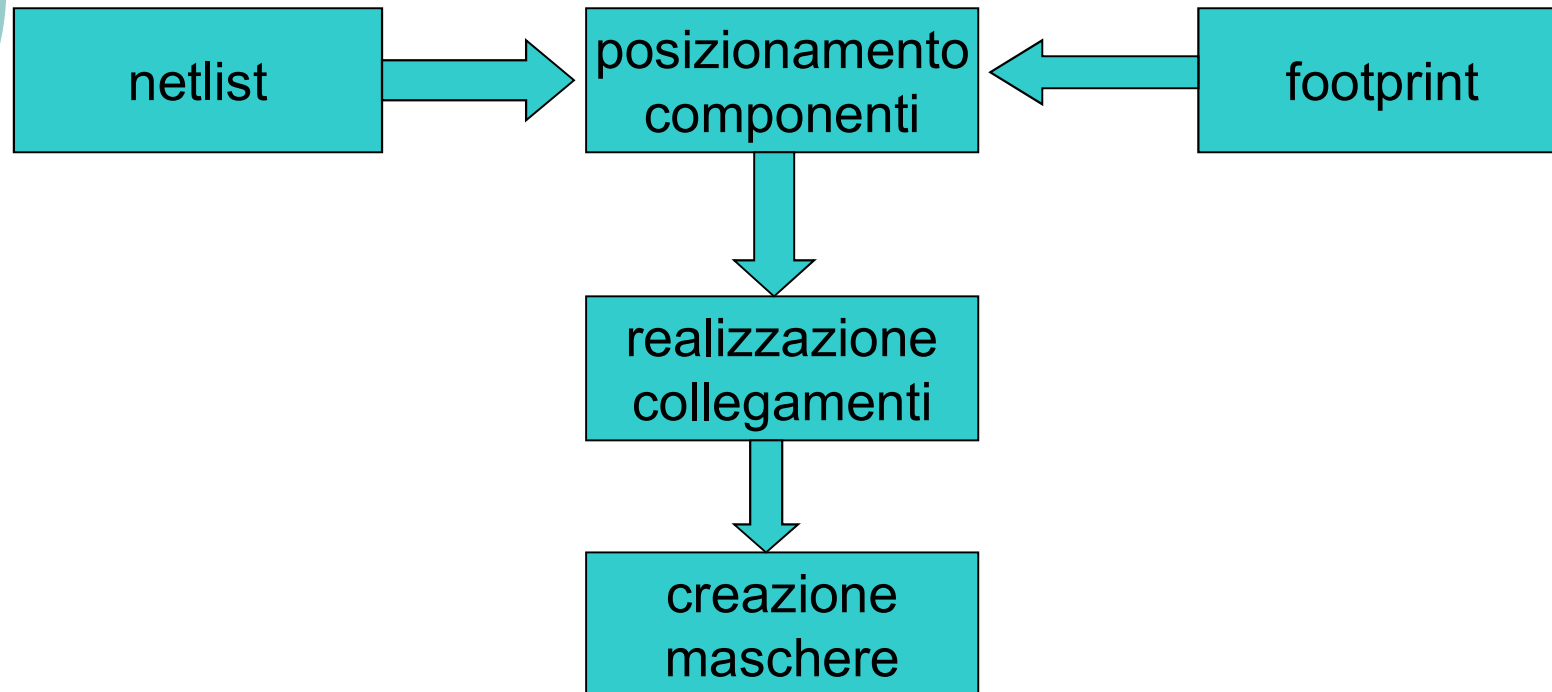 netlist
posizionamento
componenti
footprint
realizzazione
collegamenti
creazione
maschere